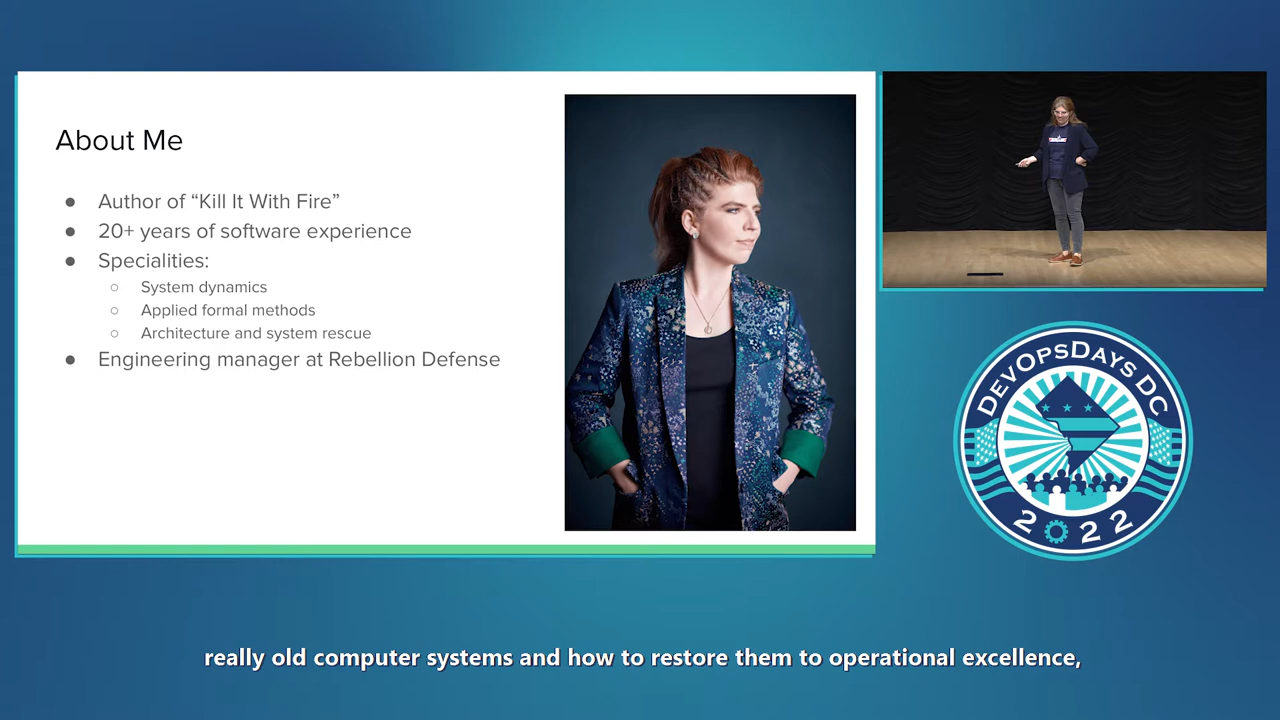 About Me
● Author of “Kill It With Fire”
● 20+ years of software experience
● Specialities:
○ System dynamics
○ Applied formal methods
○ Architecture and system rescue
● Engineering manager at Rebellion Defense
DEVOPSDAYS DC
2022
really old computer systems and how to restore them to operational excellence,